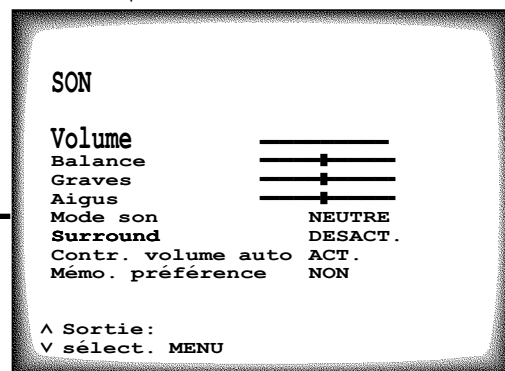 SON
Volume
Balance
Graves
Aigus
Mode son NEUTRE
Surround DESACT.
Contr. volume auto ACT.
Mémo. préférence NON
^ Sortie:
v sélect. MENU